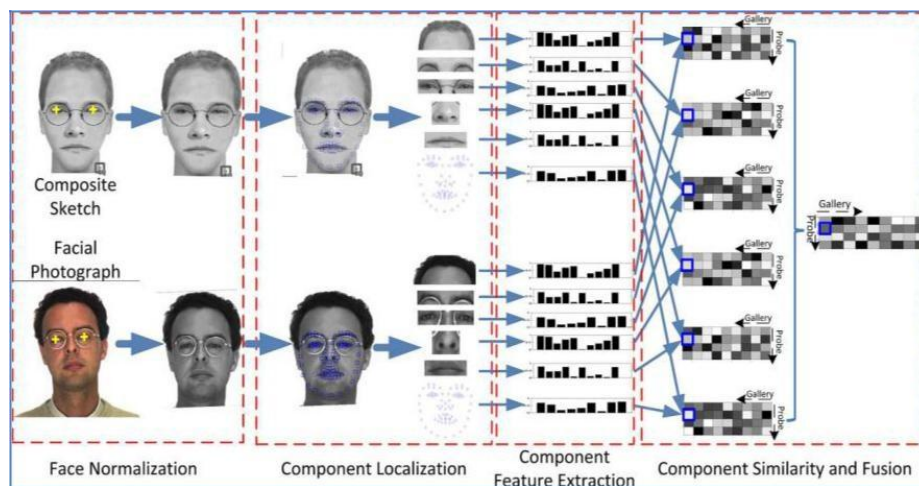 Composite
Sketch
Facial
Photograph
Gallery
Probe
Gallery
Probe
Gallery
Probe
Gallery
Probe
Gallery
Probe
Gallery
Probe
Gallery
Probe
Face Normalization
Component Localization
Component
Feature Extraction
Component Similarity and Fusion